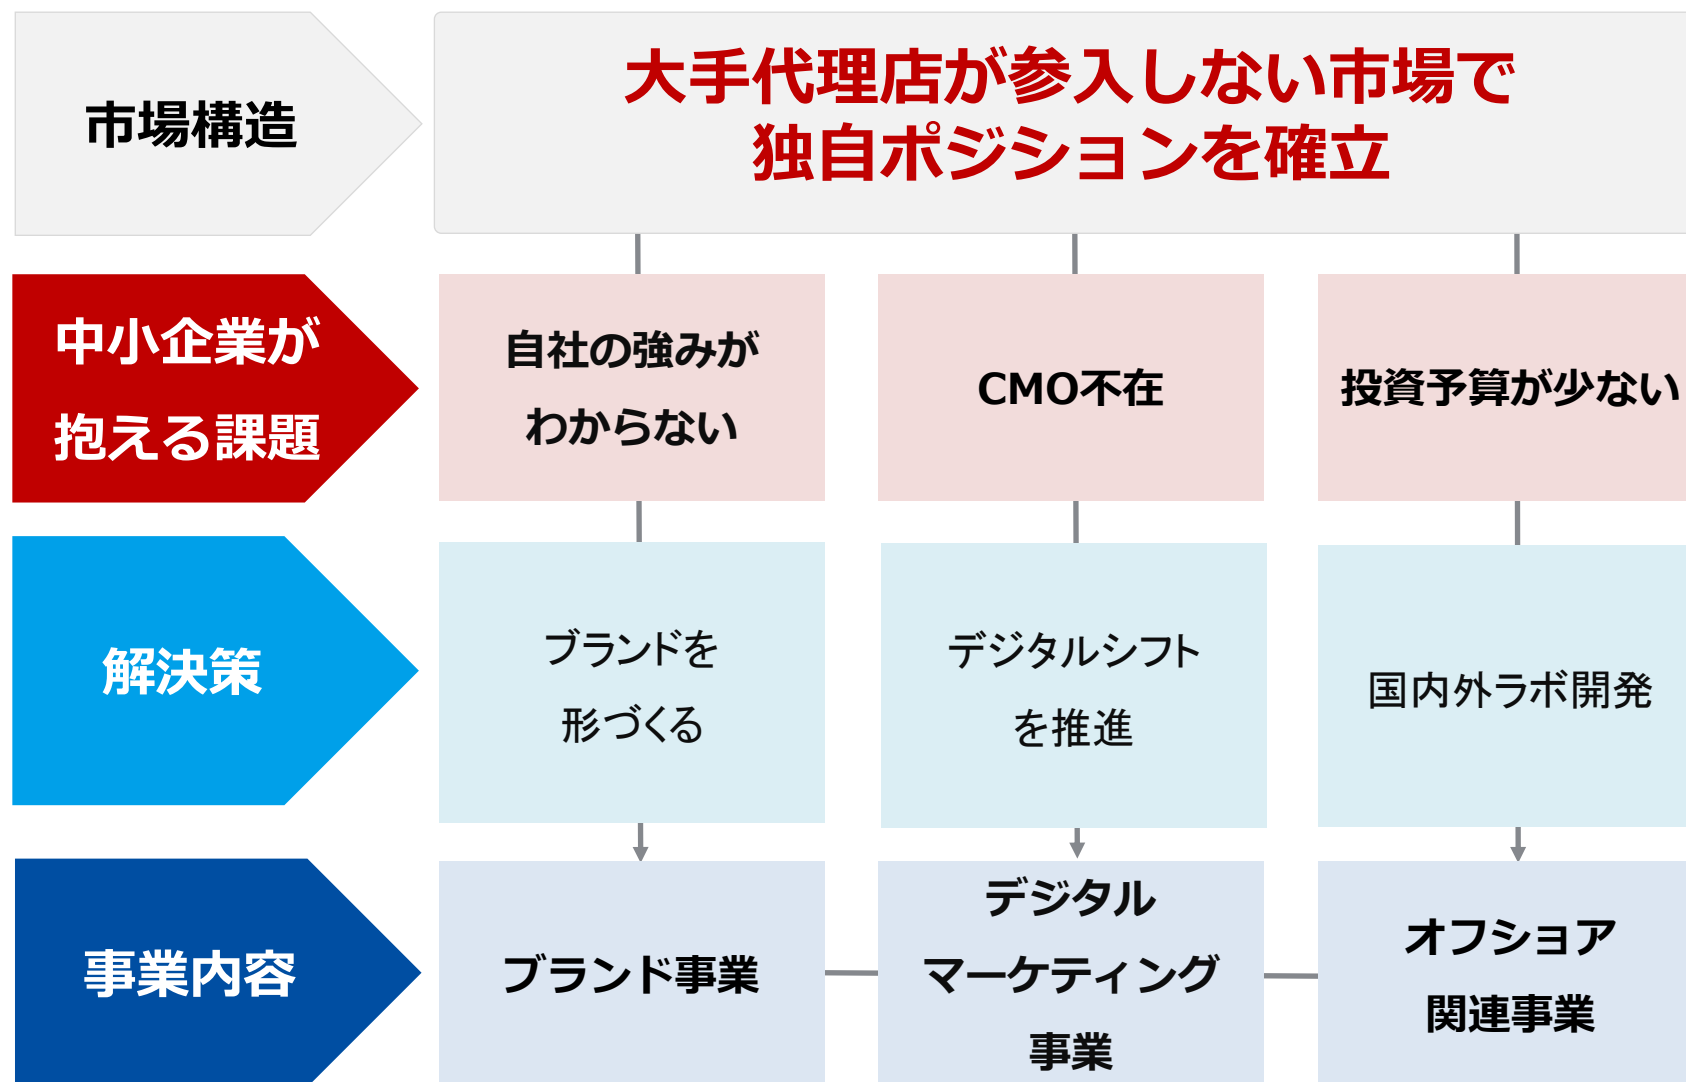 市場構造
大手代理店が参入しない市場で
独自ポジションを確立
中小企業が
抱える課題
自社の強みが
わからない
CMO不在
投資予算が少ない
解決策
ブランドを
形づくる
デジタルシフト
を推進
国内外ラボ開発
事業内容
ブランド事業
デジタル
マーケティング
事業
オフショア
関連事業